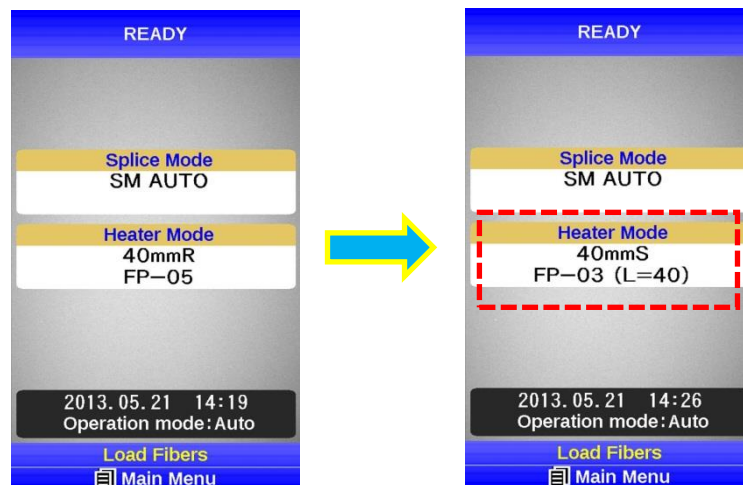 READY
Splice Mode
SM AUTO
Heater Mode
40mmR
FP-05
2013.05.21 14:19
Operation mode:Auto
Load Fibers
Main Menu
READY
Splice Mode
SM AUTO
Heater Mode
40mmS
FP-03 (L=40)
2013.05.21 14:26
Operation mode:Auto
Load Fibers
Main Menu